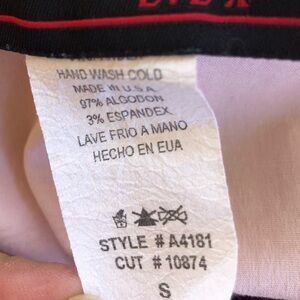 HAND WASH COLD
MADE IN U.S.A
97% ALGODON
3% ESPANDEX
LAVE FRIO A MANO
HECHO EN EUA
STYLE # A4181
CUT # 10874
S